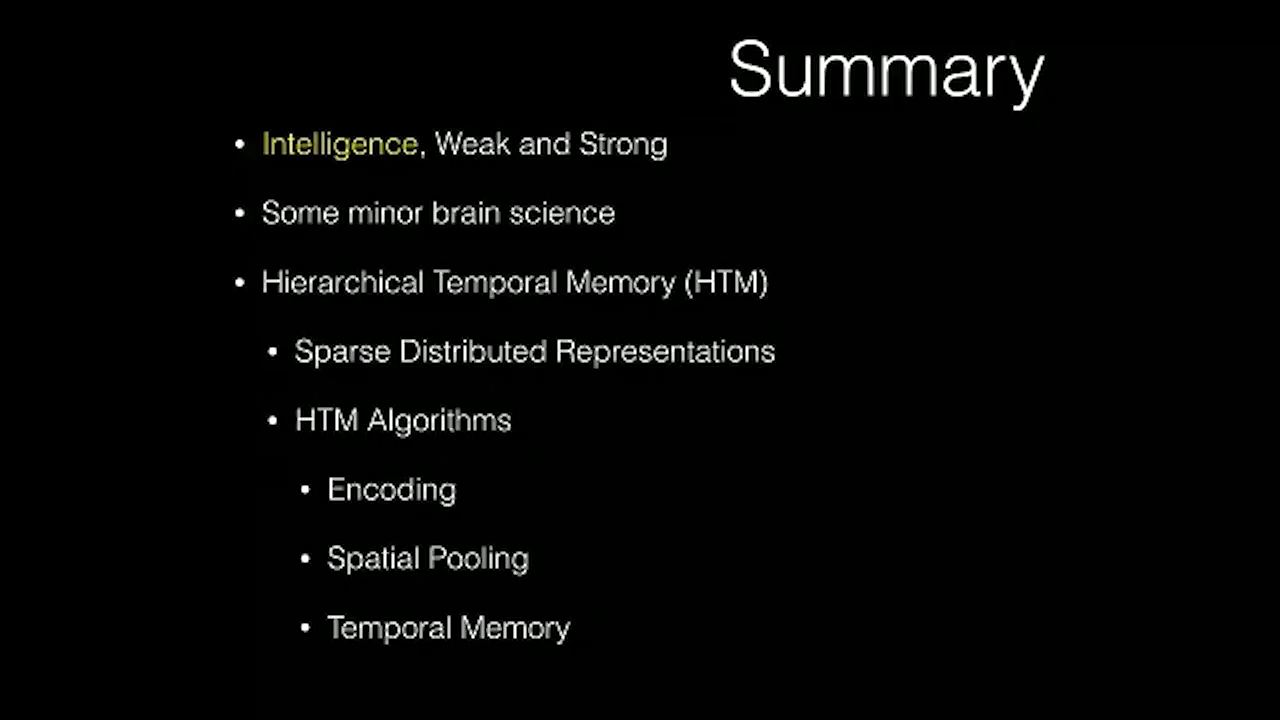 Summary
• Intelligence, Weak and Strong
• Some minor brain science
• Hierarchical Temporal Memory (HTM)
• Sparse Distributed Representations
• HTM Algorithms
• Encoding
• Spatial Pooling
• Temporal Memory